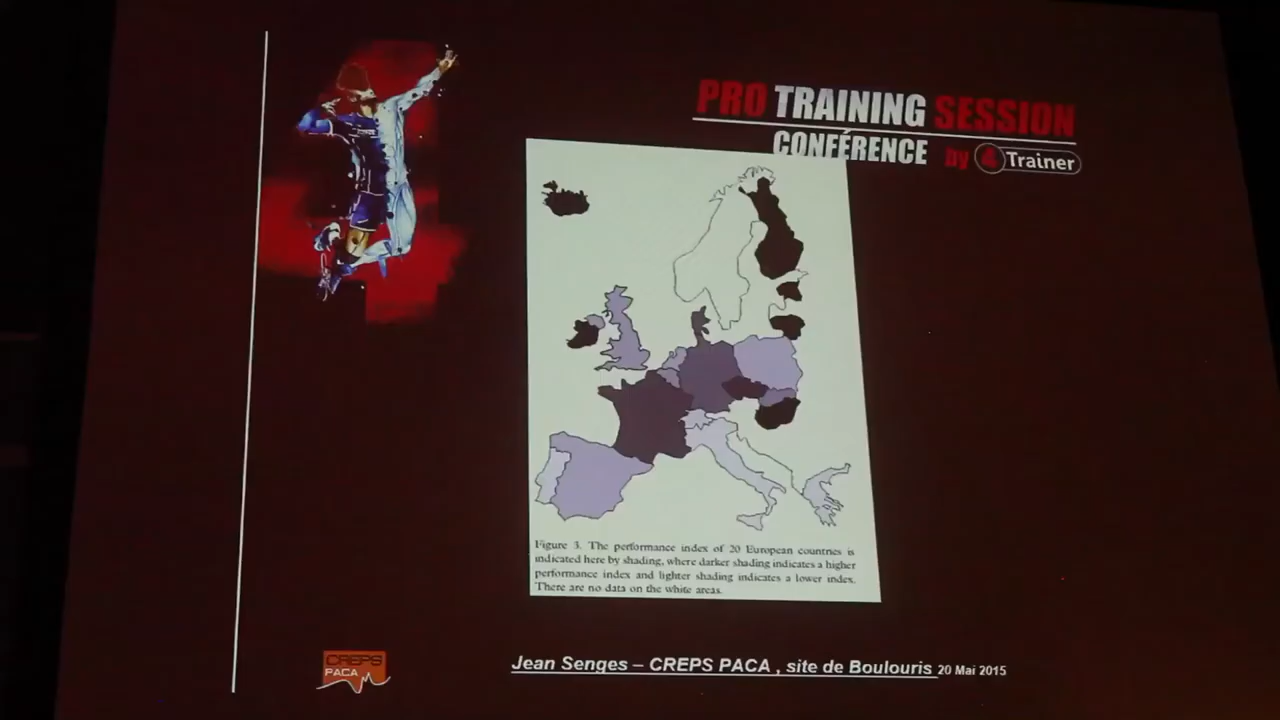 PRO TRAINING SESSION
CONFÉRENCE by 4 Trainer
Figure 3. The performance index of 20 European countries is
indicated here by shading, where darker shading indicates a higher
performance index and lighter shading indicates a lower index.
There are no data on the white areas.
CREPS
PACA
Jean Senges – CREPS PACA , site de Boulouris 20 Mai 2015